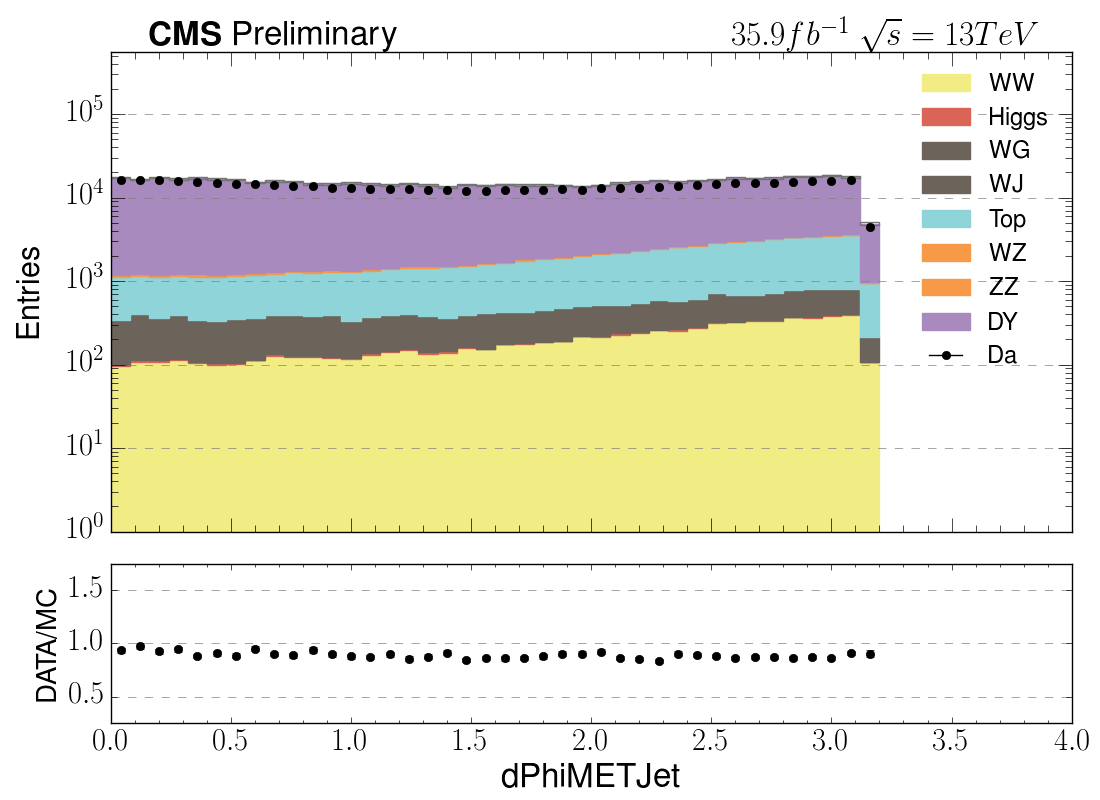 CMS Preliminary 35.9fb⁻¹ √s = 13TeV
WW
Higgs
WG
WJ
Top
WZ
ZZ
DY
Da
Entries
10⁵
10⁴
10³
10²
10¹
10⁰
DATA/MC
1.5
1.0
0.5
0.0 0.5 1.0 1.5 2.0 2.5 3.0 3.5 4.0
dPhiMETJet